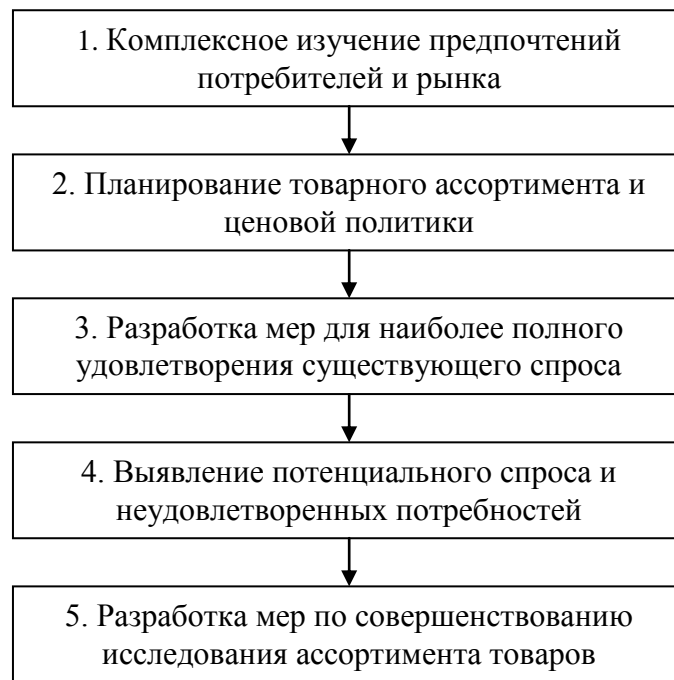 1. Комплексное изучение предпочтений
потребителей и рынка
2. Планирование товарного ассортимента и
ценовой политики
3. Разработка мер для наиболее полного
удовлетворения существующего спроса
4. Выявление потенциального спроса и
неудовлетворенных потребностей
5. Разработка мер по совершенствованию
исследования ассортимента товаров